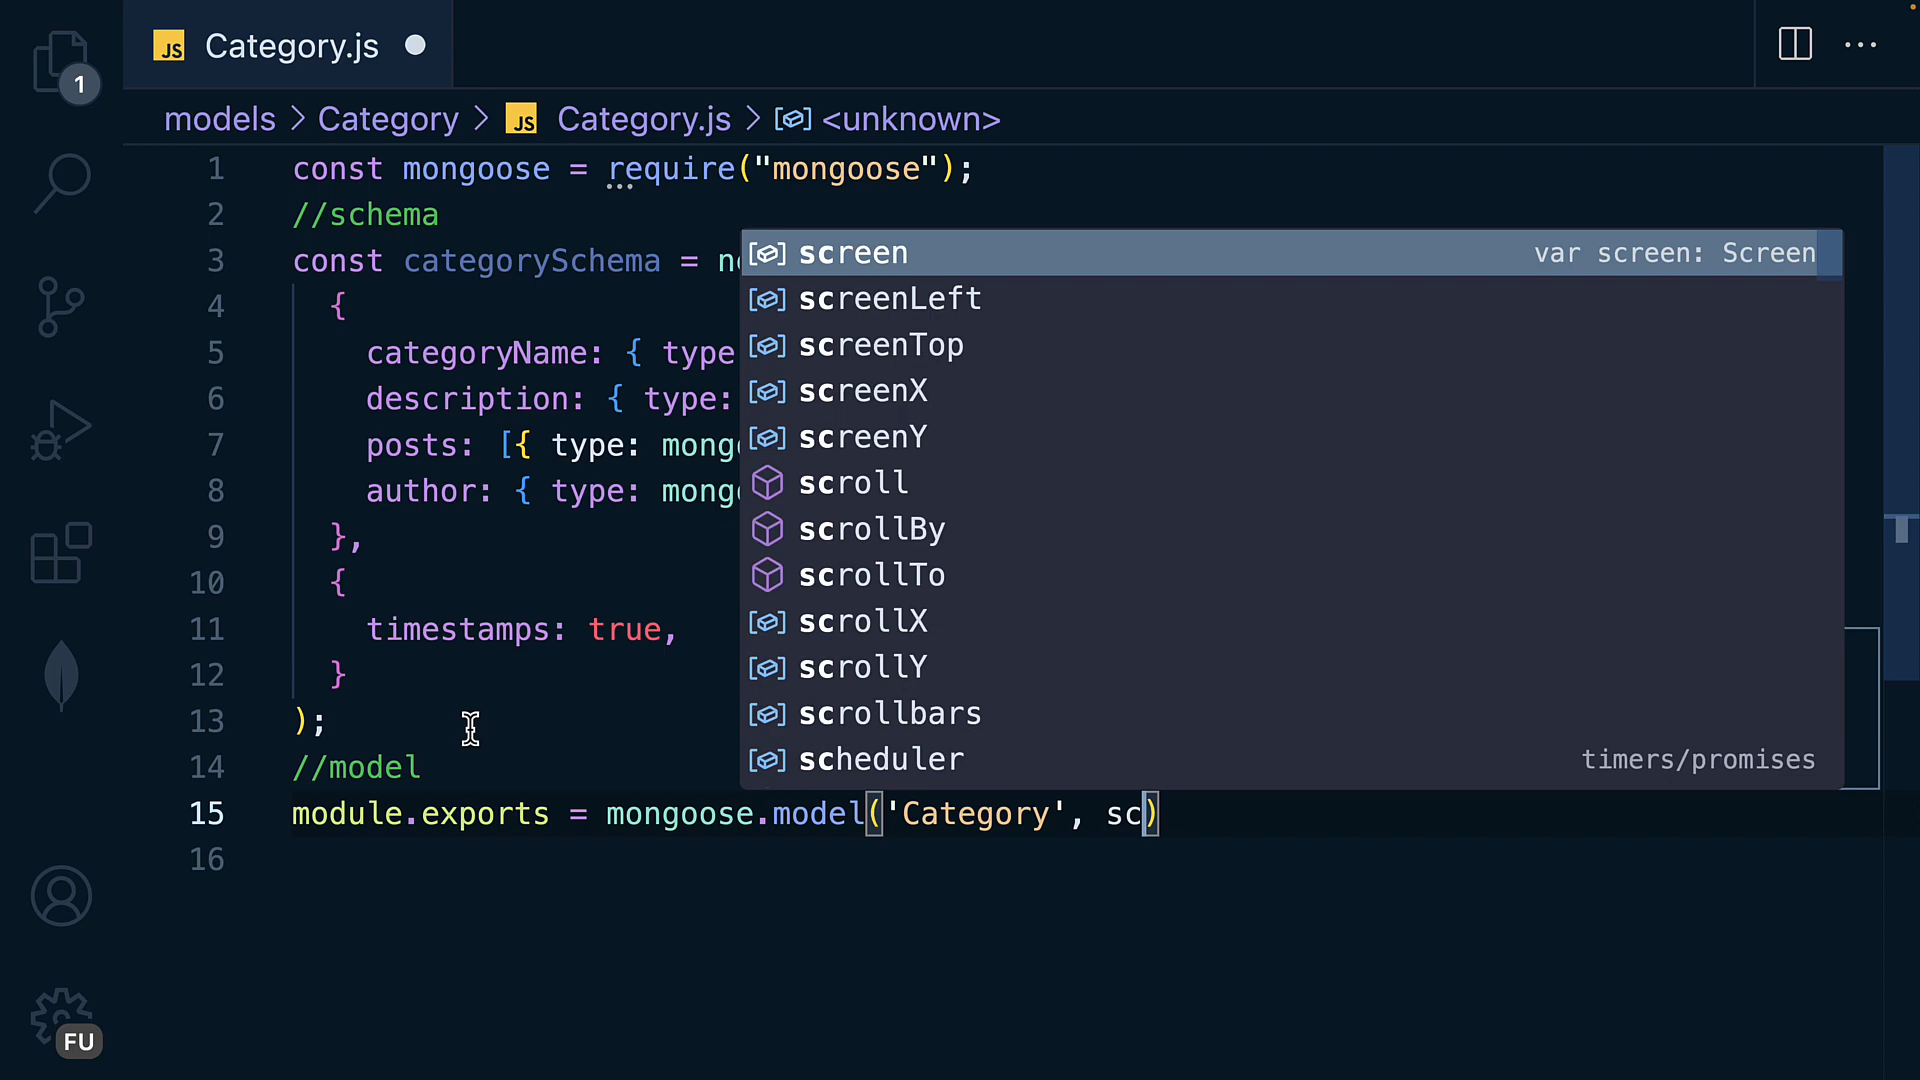 JS Category.js
1
models > Category > JS Category.js > <unknown>
1 const mongoose = require("mongoose");
2 //schema
3 const categorySchema = n
4 {
5 categoryName: { type
6 description: { type:
7 posts: [{ type: mong
8 author: { type: mong
9 },
10 {
11 timestamps: true,
12 }
13 );
14 //model
15 module.exports = mongoose.model('Category', sc)
16
screen var screen: Screen
screenLeft
screenTop
screenX
screenY
scroll
scrollBy
scrollTo
scrollX
scrollY
scrollbars
scheduler timers/promises
FU